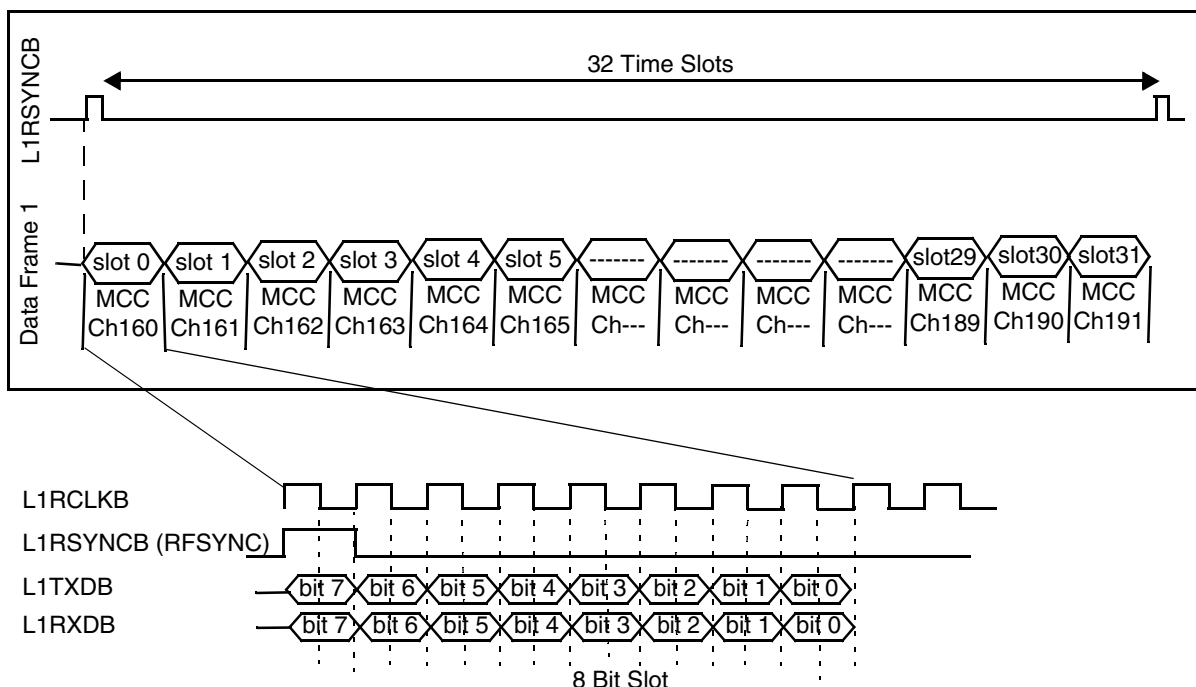 L1RSYNCB
32 Time Slots
Data Frame 1
slot 0 slot 1 slot 2 slot 3 slot 4 slot 5 ------- ------- ------- ------- slot29 slot30 slot31
MCC MCC MCC MCC MCC MCC MCC MCC MCC MCC MCC MCC MCC
Ch160 Ch161 Ch162 Ch163 Ch164 Ch165 Ch--- Ch--- Ch--- Ch--- Ch189 Ch190 Ch191
L1RCLKB
L1RSYNCB (RFSYNC)
L1TXDB bit 7 bit 6 bit 5 bit 4 bit 3 bit 2 bit 1 bit 0
L1RXDB bit 7 bit 6 bit 5 bit 4 bit 3 bit 2 bit 1 bit 0
8 Bit Slot